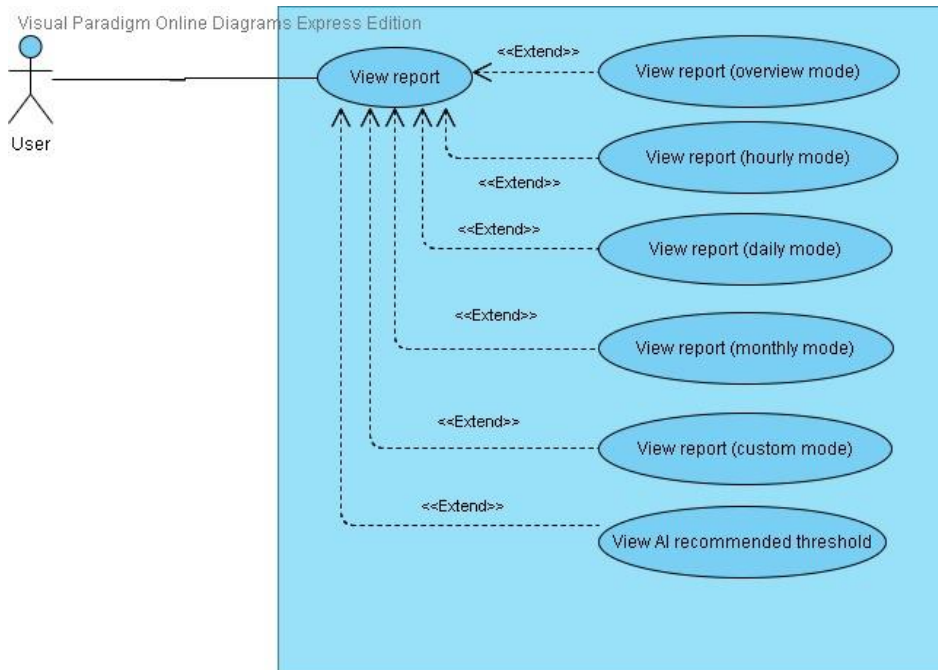 Visual Paradigm Online Diagrams Express Edition
User
View report
<<Extend>>
View report (overview mode)
View report (hourly mode)
<<Extend>>
<<Extend>>
View report (daily mode)
<<Extend>>
View report (monthly mode)
<<Extend>>
View report (custom mode)
<<Extend>>
View AI recommended threshold